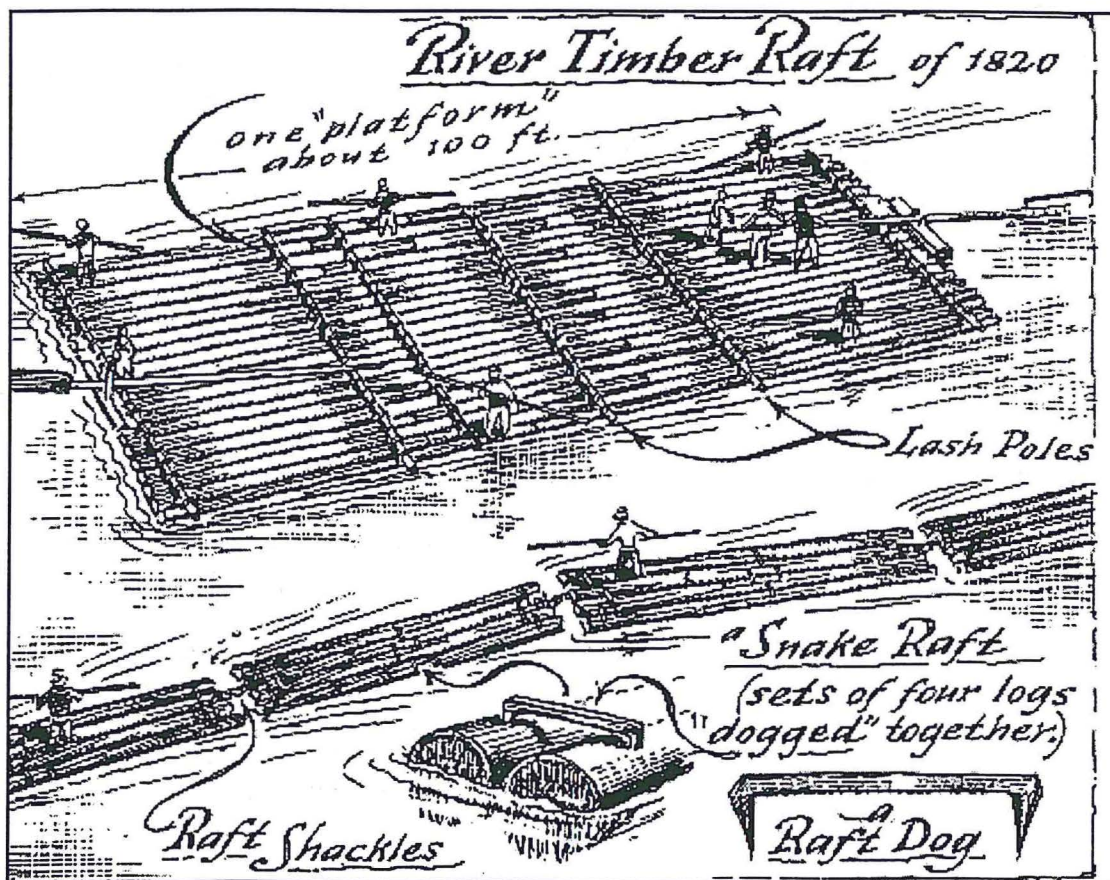 River Timber Raft of 1820
one "platform"
about 100 ft.
Lash Poles
a Snake Raft
(sets of four logs
"dogged" together.)
Raft Shackles
a
Raft Dog